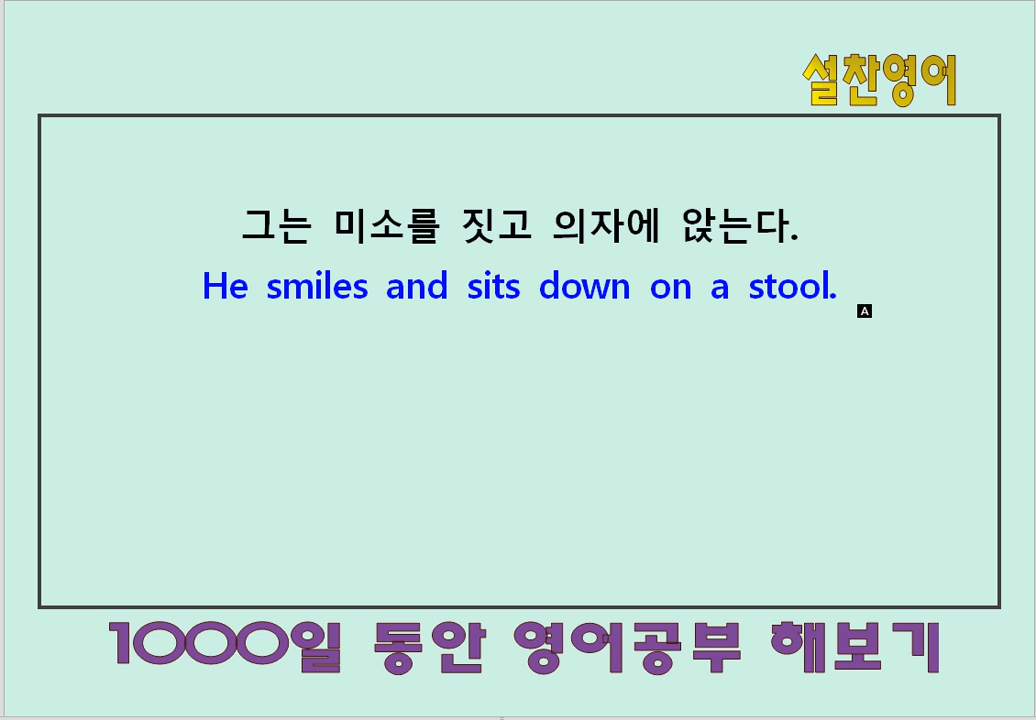 설찬영어
그는 미소를 짓고 의자에 앉는다.
He smiles and sits down on a stool.
A
1000일 동안 영어공부 해보기